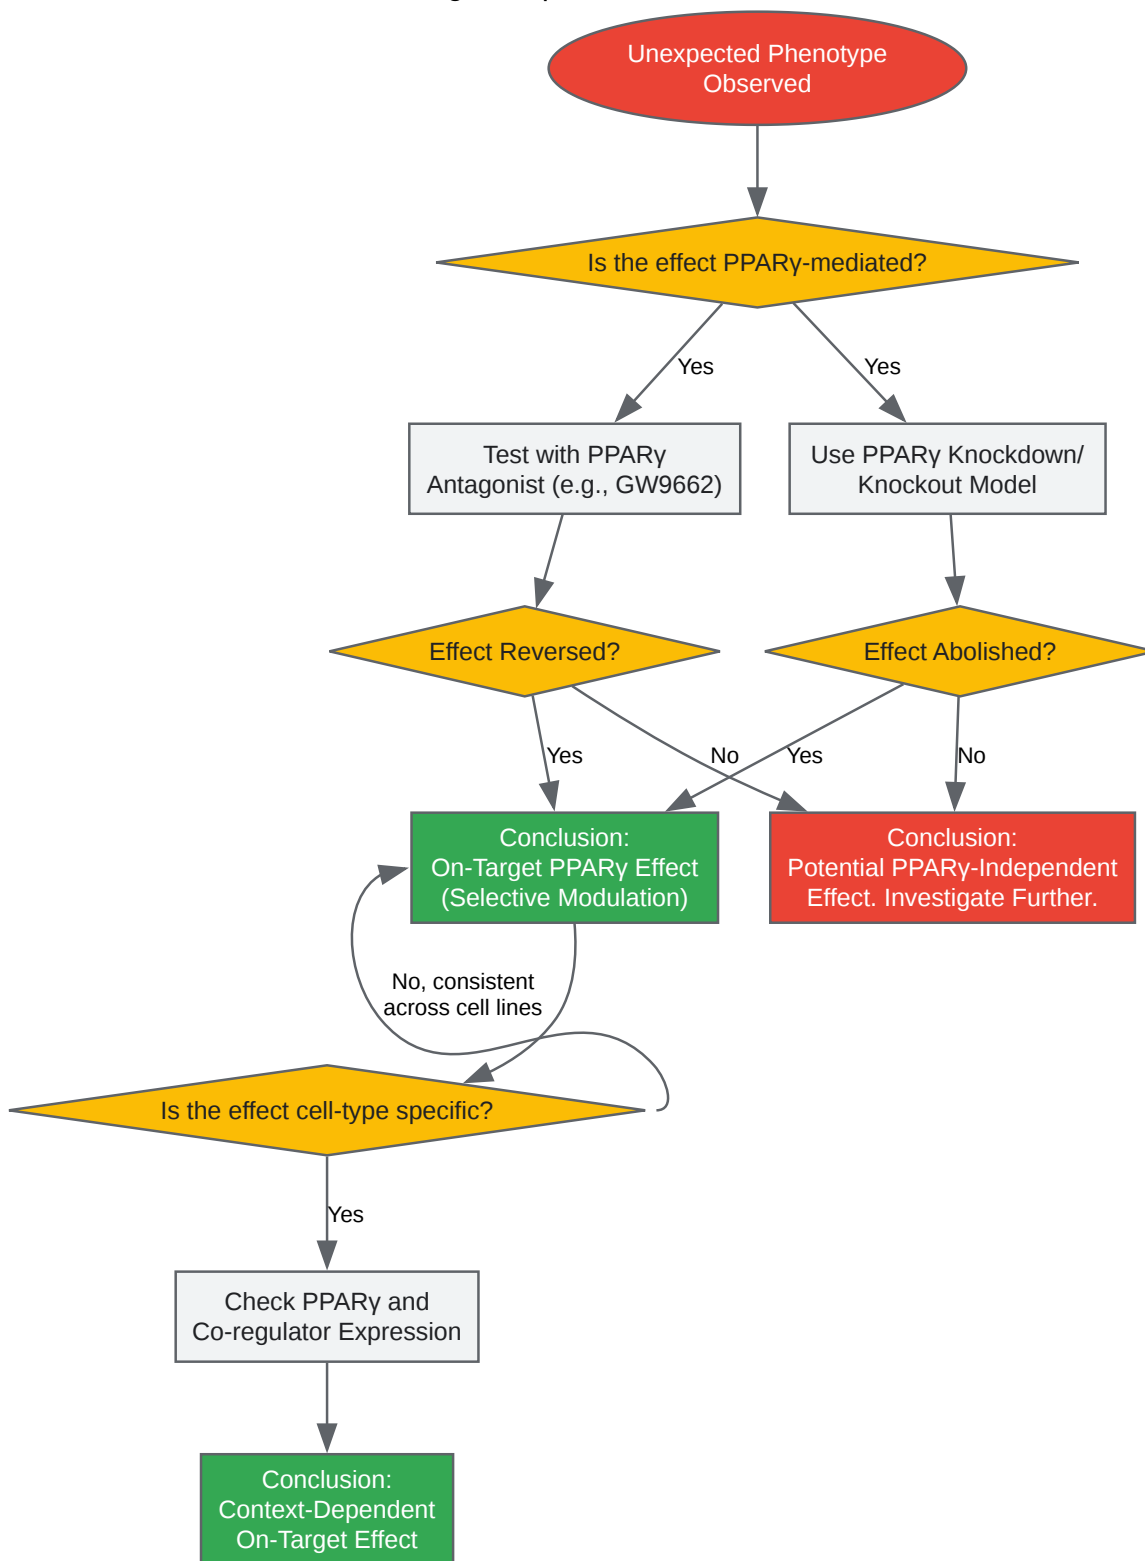 Unexpected Phenotype
Observed
Is the effect PPARγ-mediated?
Yes
Yes
Test with PPARγ
Antagonist (e.g., GW9662)
Use PPARγ Knockdown/
Knockout Model
Effect Reversed?
Effect Abolished?
Yes
No
Yes
No
Conclusion:
On-Target PPARγ Effect
(Selective Modulation)
Conclusion:
Potential PPARγ-Independent
Effect. Investigate Further.
No, consistent
across cell lines
Is the effect cell-type specific?
Yes
Check PPARγ and
Co-regulator Expression
Conclusion:
Context-Dependent
On-Target Effect